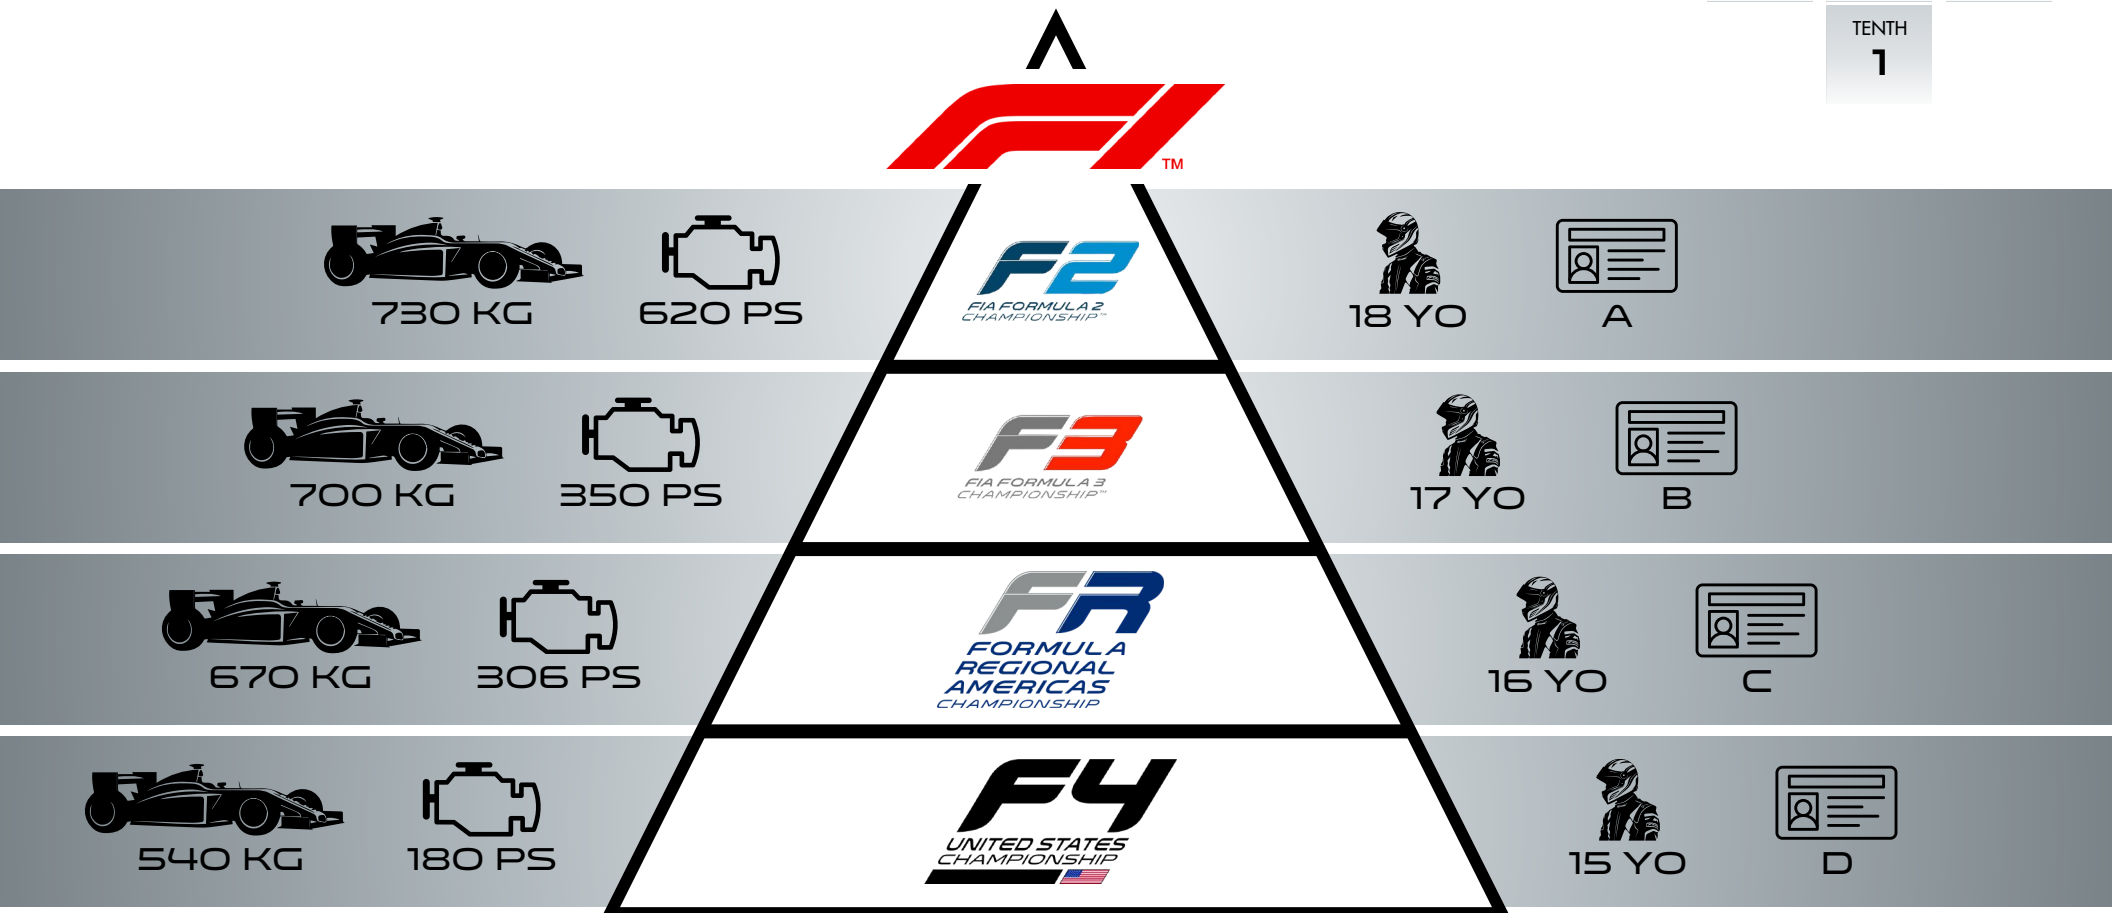 TENTH
1
F1
TM
730 KG
620 PS
F2
FIA FORMULA 2
CHAMPIONSHIP™
18 YO
A
700 KG
350 PS
F3
FIA FORMULA 3
CHAMPIONSHIP™
17 YO
B
670 KG
306 PS
FR
FORMULA
REGIONAL
AMERICAS
CHAMPIONSHIP
16 YO
C
540 KG
180 PS
F4
UNITED STATES
CHAMPIONSHIP
15 YO
D